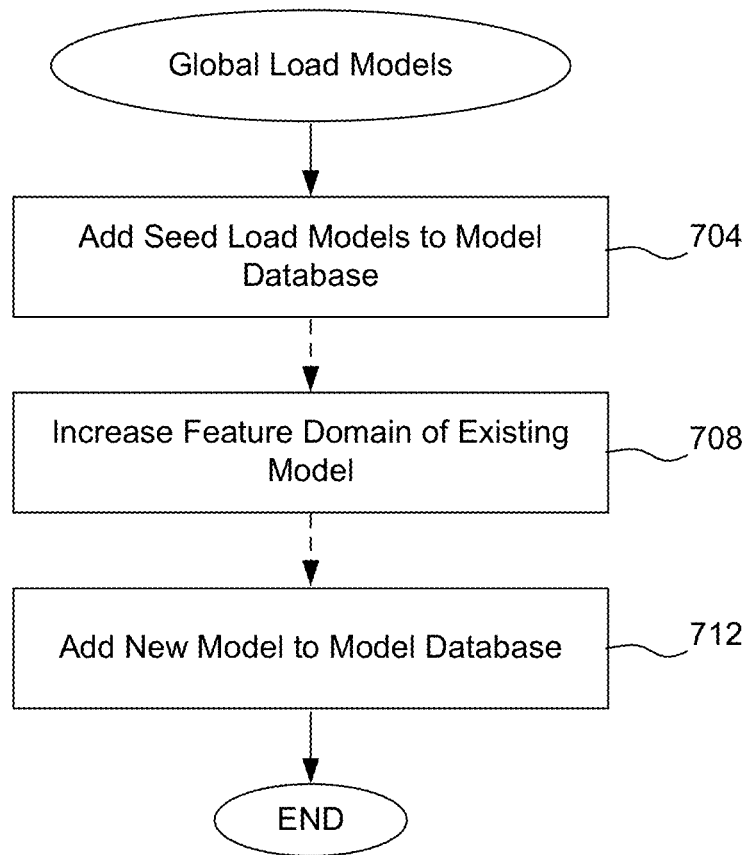 Global Load Models
Add Seed Load Models to Model
Database
704
Increase Feature Domain of Existing
Model
708
Add New Model to Model Database
712
END